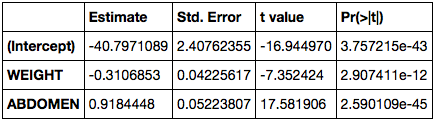 Estimate Std. Error t value Pr(>|t|)
(Intercept) -40.7971089 2.40762355 -16.944970 3.757215e-43
WEIGHT -0.3106853 0.04225617 -7.352424 2.907411e-12
ABDOMEN 0.9184448 0.05223807 17.581906 2.590109e-45